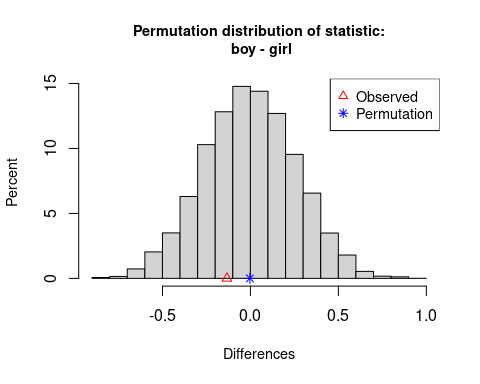 Permutation distribution of statistic:
boy - girl
Observed
Permutation
Percent
15
10
5
0
-0.5 0.0 0.5 1.0
Differences